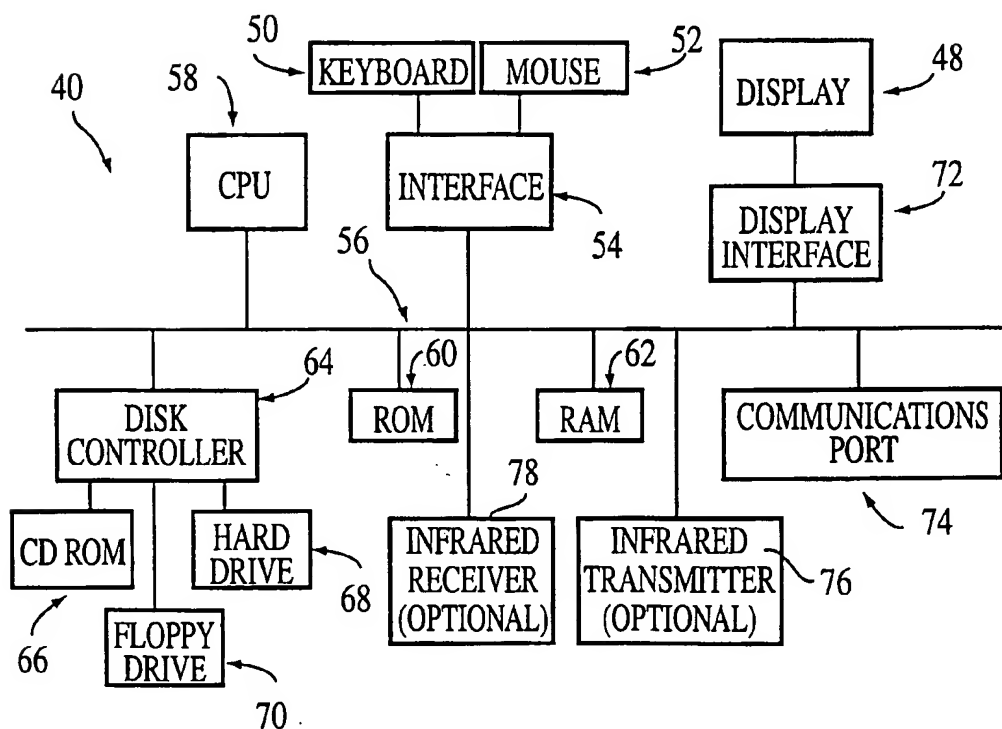 50
KEYBOARD
MOUSE
52
40
58
CPU
INTERFACE
54
DISPLAY
48
DISPLAY
INTERFACE
72
56
64
DISK
CONTROLLER
60
ROM
62
RAM
COMMUNICATIONS
PORT
74
CD ROM
66
HARD
DRIVE
68
FLOPPY
DRIVE
70
78
INFRARED
RECEIVER
(OPTIONAL)
INFRARED
TRANSMITTER
(OPTIONAL)
76